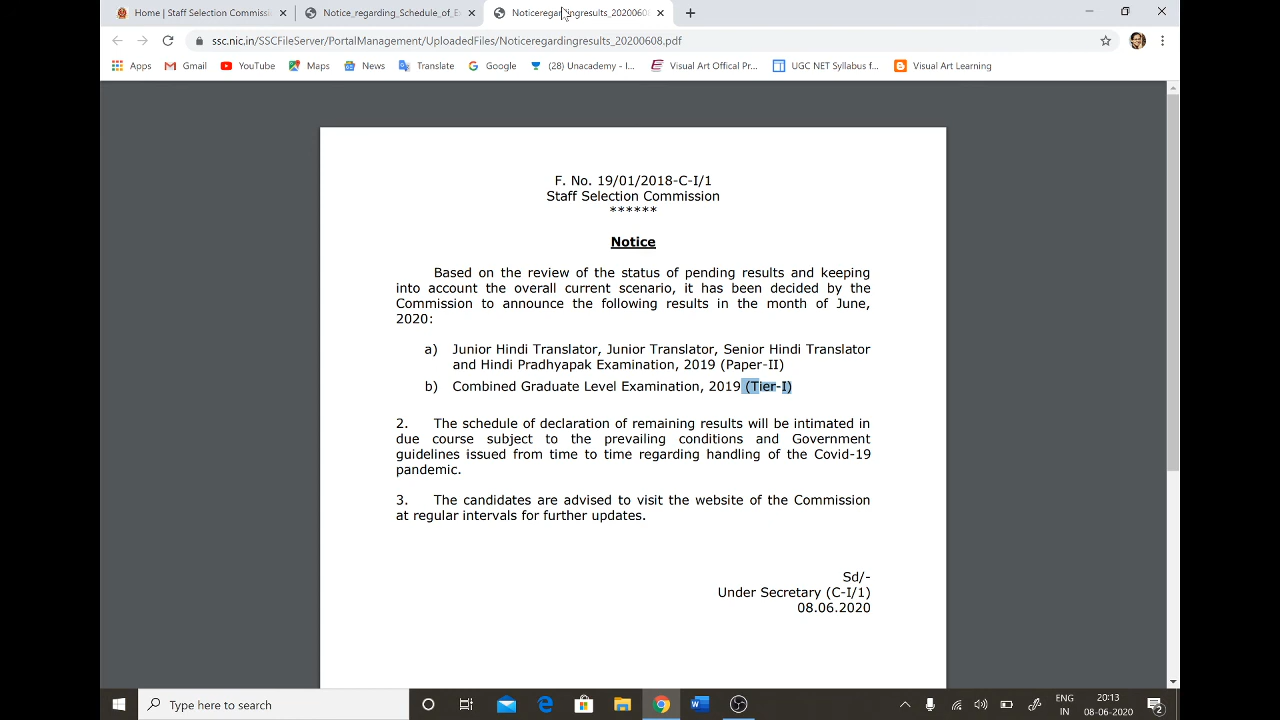 Home | Staff Selection Commissi
Notice_regarding_Schedule_of_E
Noticeregardingresults_2020060
ssc.nic.in/SSCFileServer/PortalManagement/UploadedFiles/Noticeregardingresults_20200608.pdf
Apps Gmail YouTube Maps News Translate Google (28) Unacademy - I... Visual Art Offical Pr... UGC NET Syllabus f... Visual Art Learning
F. No. 19/01/2018-C-I/1
Staff Selection Commission
******
Notice
Based on the review of the status of pending results and keeping
into account the overall current scenario, it has been decided by the
Commission to announce the following results in the month of June,
2020:
a) Junior Hindi Translator, Junior Translator, Senior Hindi Translator
and Hindi Pradhyapak Examination, 2019 (Paper-II)
b) Combined Graduate Level Examination, 2019 (Tier-I)
2. The schedule of declaration of remaining results will be intimated in
due course subject to the prevailing conditions and Government
guidelines issued from time to time regarding handling of the Covid-19
pandemic.
3. The candidates are advised to visit the website of the Commission
at regular intervals for further updates.
Sd/-
Under Secretary (C-I/1)
08.06.2020
Type here to search
ENG 20:13
IN 08-06-2020
2